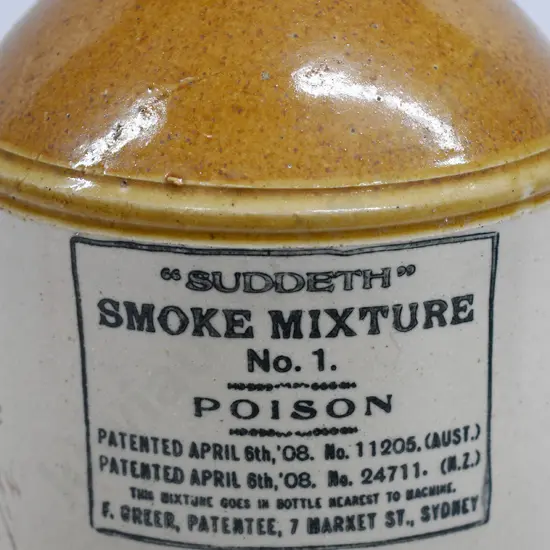 "SUDDETH"
SMOKE MIXTURE
No. 1.
POISON
PATENTED APRIL 6th,'08. No. 11205. (AUST.)
PATENTED APRIL 6th,'08. No. 24711. (N.Z.)
THIS MIXTURE GOES IN BOTTLE NEAREST TO MACHINE.
F. GREER, PATENTEE, 7 MARKET ST., SYDNEY